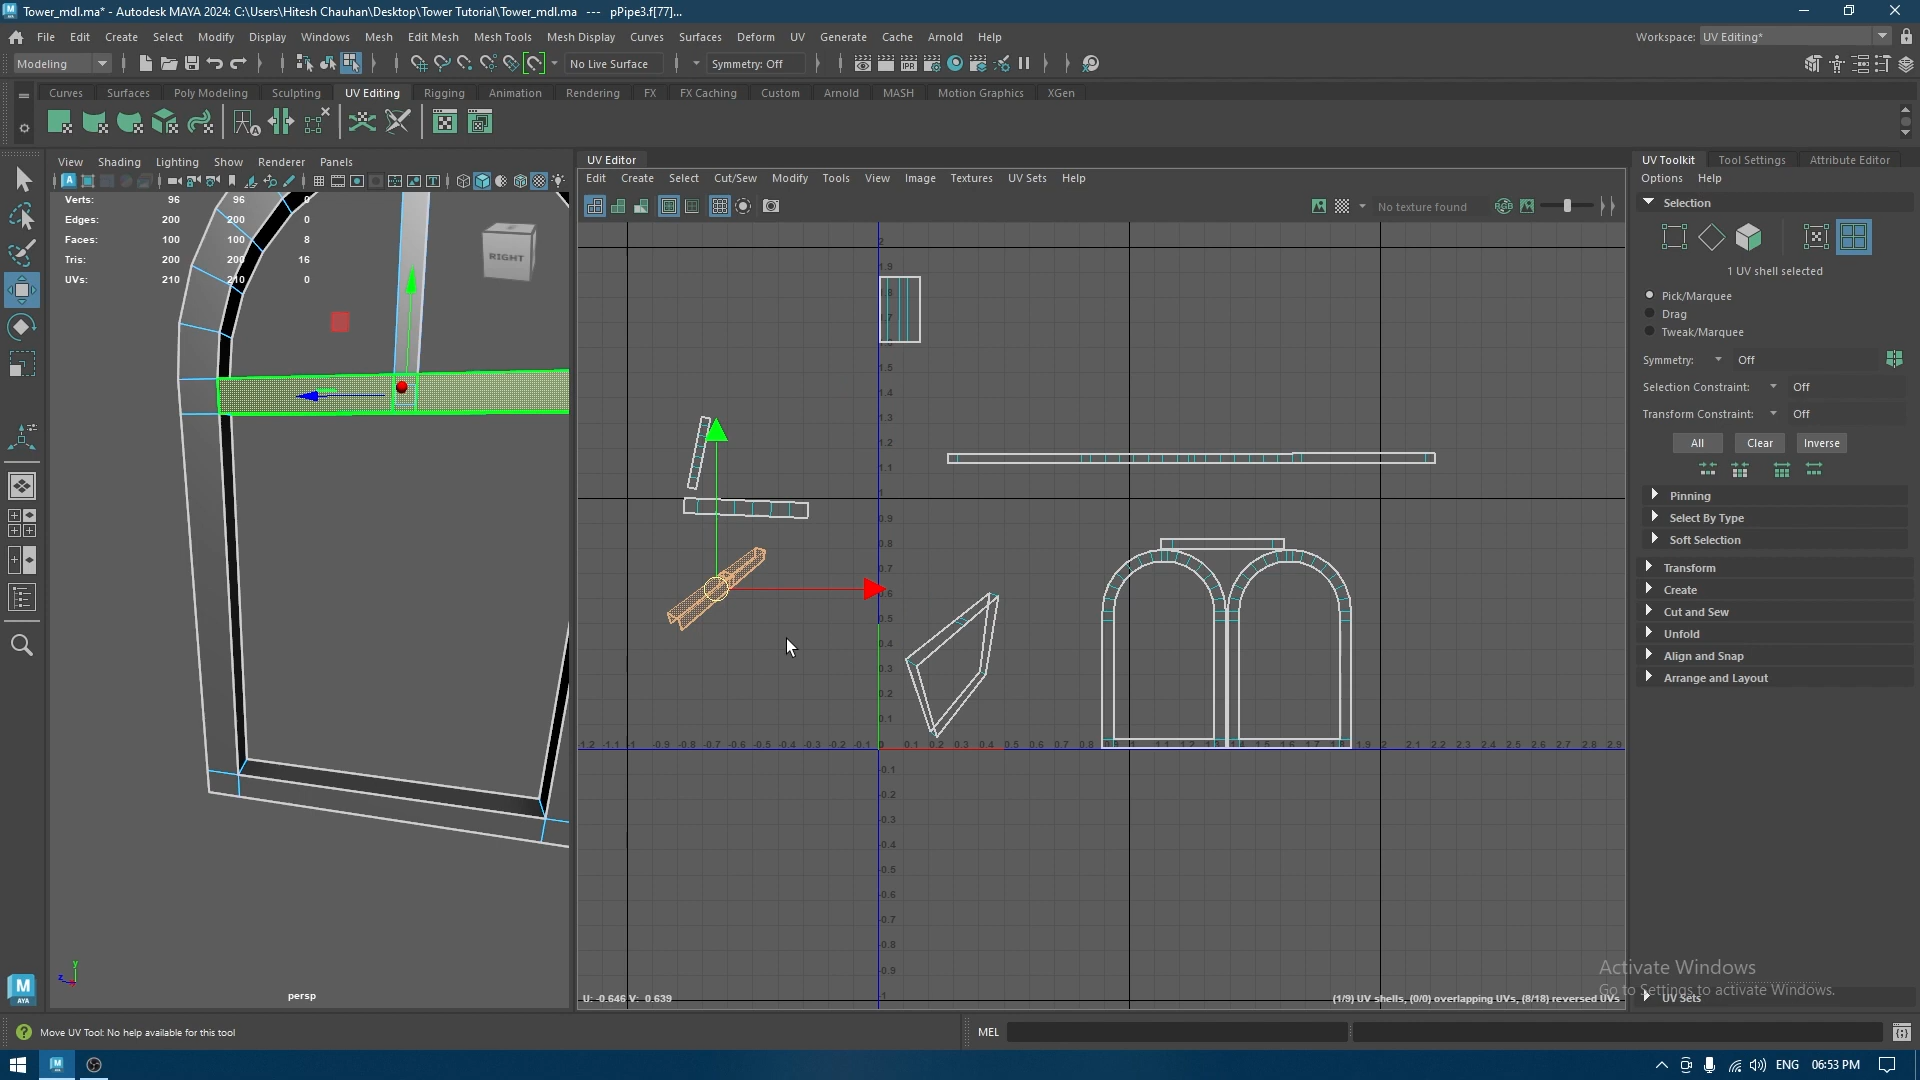 Tower_mdl.ma* - Autodesk MAYA 2024: C:\Users\Hitesh Chauhan\Desktop\Tower Tutorial\Tower_mdl.ma --- pPipe3.f[77]...
File Edit Create Select Modify Display Windows Mesh Edit Mesh Mesh Tools Mesh Display Curves Surfaces Deform UV Generate Cache Arnold Help
Workspace: UV Editing*
Modeling
No Live Surface
Symmetry: Off
Curves Surfaces Poly Modeling Sculpting UV Editing Rigging Animation Rendering FX FX Caching Custom Arnold MASH Motion Graphics XGen
View Shading Lighting Show Renderer Panels
UV Editor
Edit Create Select Cut/Sew Modify Tools View Image Textures UV Sets Help
No texture found
Verts: 96 96 0
Edges: 200 200 0
Faces: 100 100 8
Tris: 200 200 16
UVs: 210 210 0
RIGHT
persp
U: -0.646 V: 0.639
(1/9) UV shells, (0/0) overlapping UVs, (8/18) reversed UVs
UV Toolkit Tool Settings Attribute Editor
Options Help
Selection
1 UV shell selected
Pick/Marquee
Drag
Tweak/Marquee
Symmetry: Off
Selection Constraint: Off
Transform Constraint: Off
All Clear Inverse
Pinning
Select By Type
Soft Selection
Transform
Create
Cut and Sew
Unfold
Align and Snap
Arrange and Layout
Activate Windows
Go to Settings to activate Windows.
UV Sets
Move UV Tool: No help available for this tool
MEL
ENG 06:53 PM